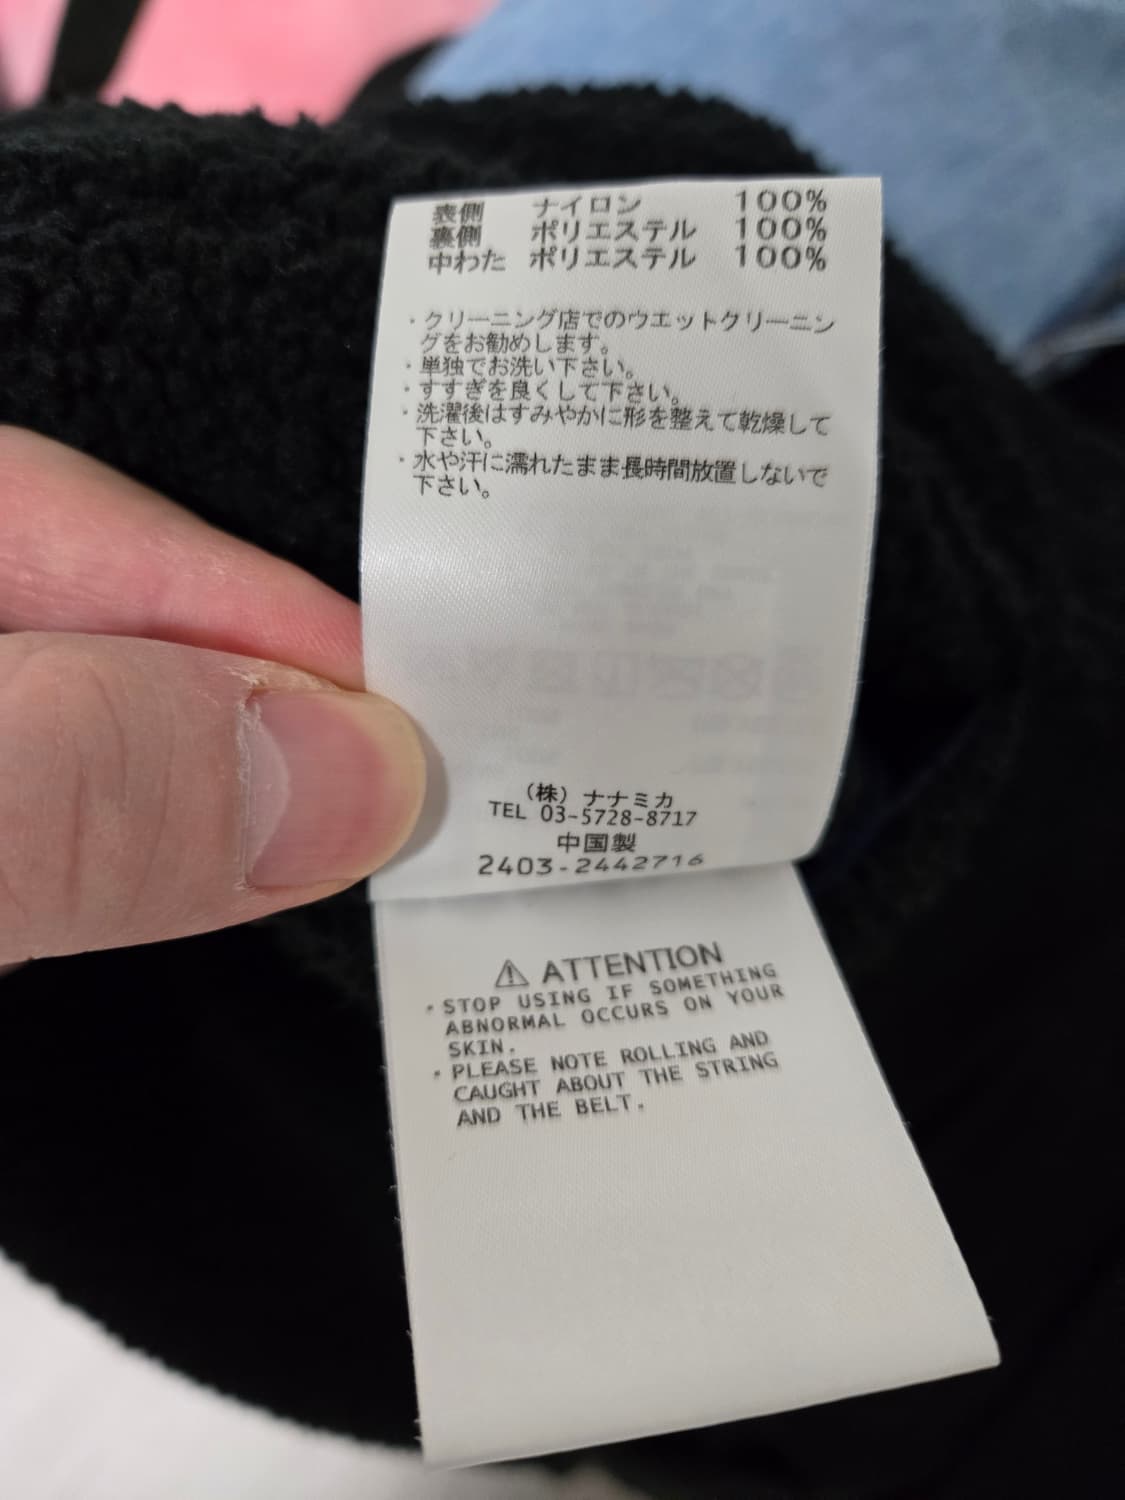 表側 ナイロン 100%
裏側 ポリエステル 100%
中わた ポリエステル 100%
・クリーニング店でのウエットクリーニン
グをお勧めします。
・単独でお洗い下さい。
・すすぎを良くして下さい。
・洗濯後はすみやかに形を整えて乾燥して
下さい。
・水や汗に濡れたまま長時間放置しないで
下さい。
（株）ナナミカ
TEL 03-5728-8717
中国製
2403-2442716
⚠ ATTENTION
・STOP USING IF SOMETHING
ABNORMAL OCCURS ON YOUR
SKIN.
・PLEASE NOTE ROLLING AND
CAUGHT ABOUT THE STRING
AND THE BELT.